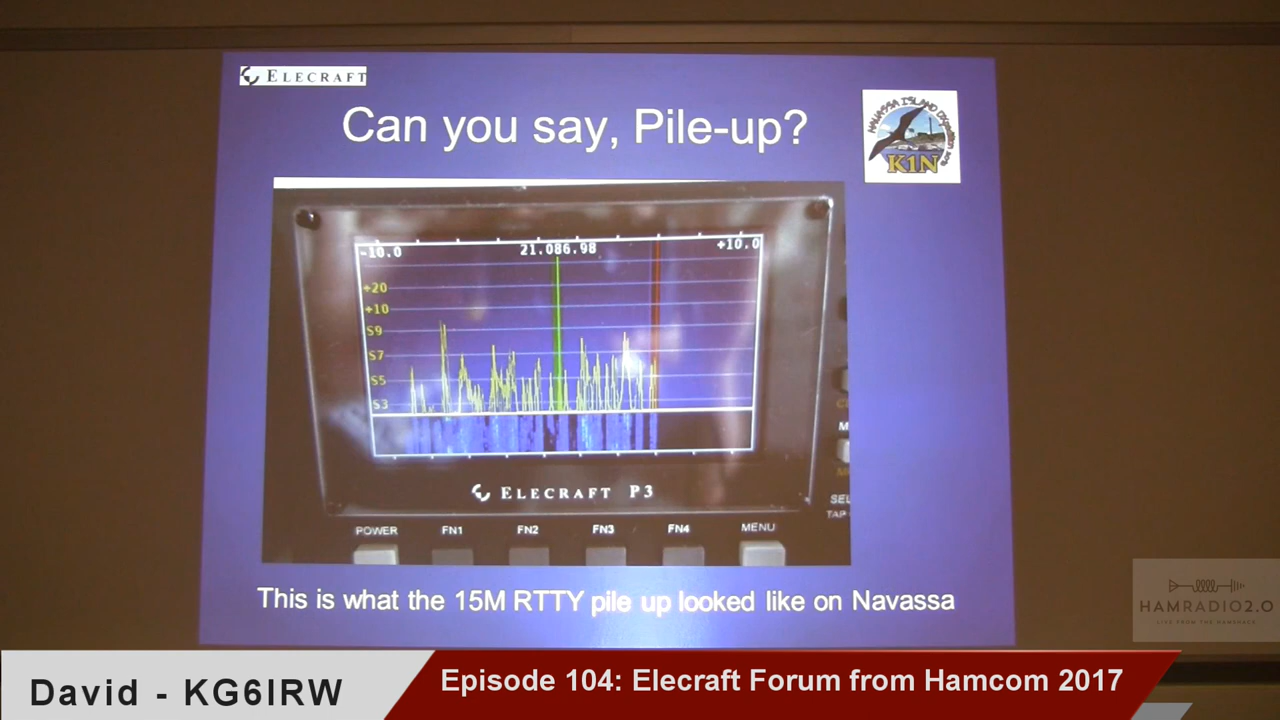 ELECRAFT
Can you say, Pile-up?
NAVASSA ISLAND
K1N
-10.0 21.086.98 +10.0
+20
+10
S9
S7
S5
S3
ELECRAFT P3
SEL
TAP
POWER FN1 FN2 FN3 FN4 MENU
This is what the 15M RTTY pile up looked like on Navassa
HAMRADIO2.0
LIVE FROM THE HAMSHACK
David - KG6IRW
Episode 104: Elecraft Forum from Hamcom 2017